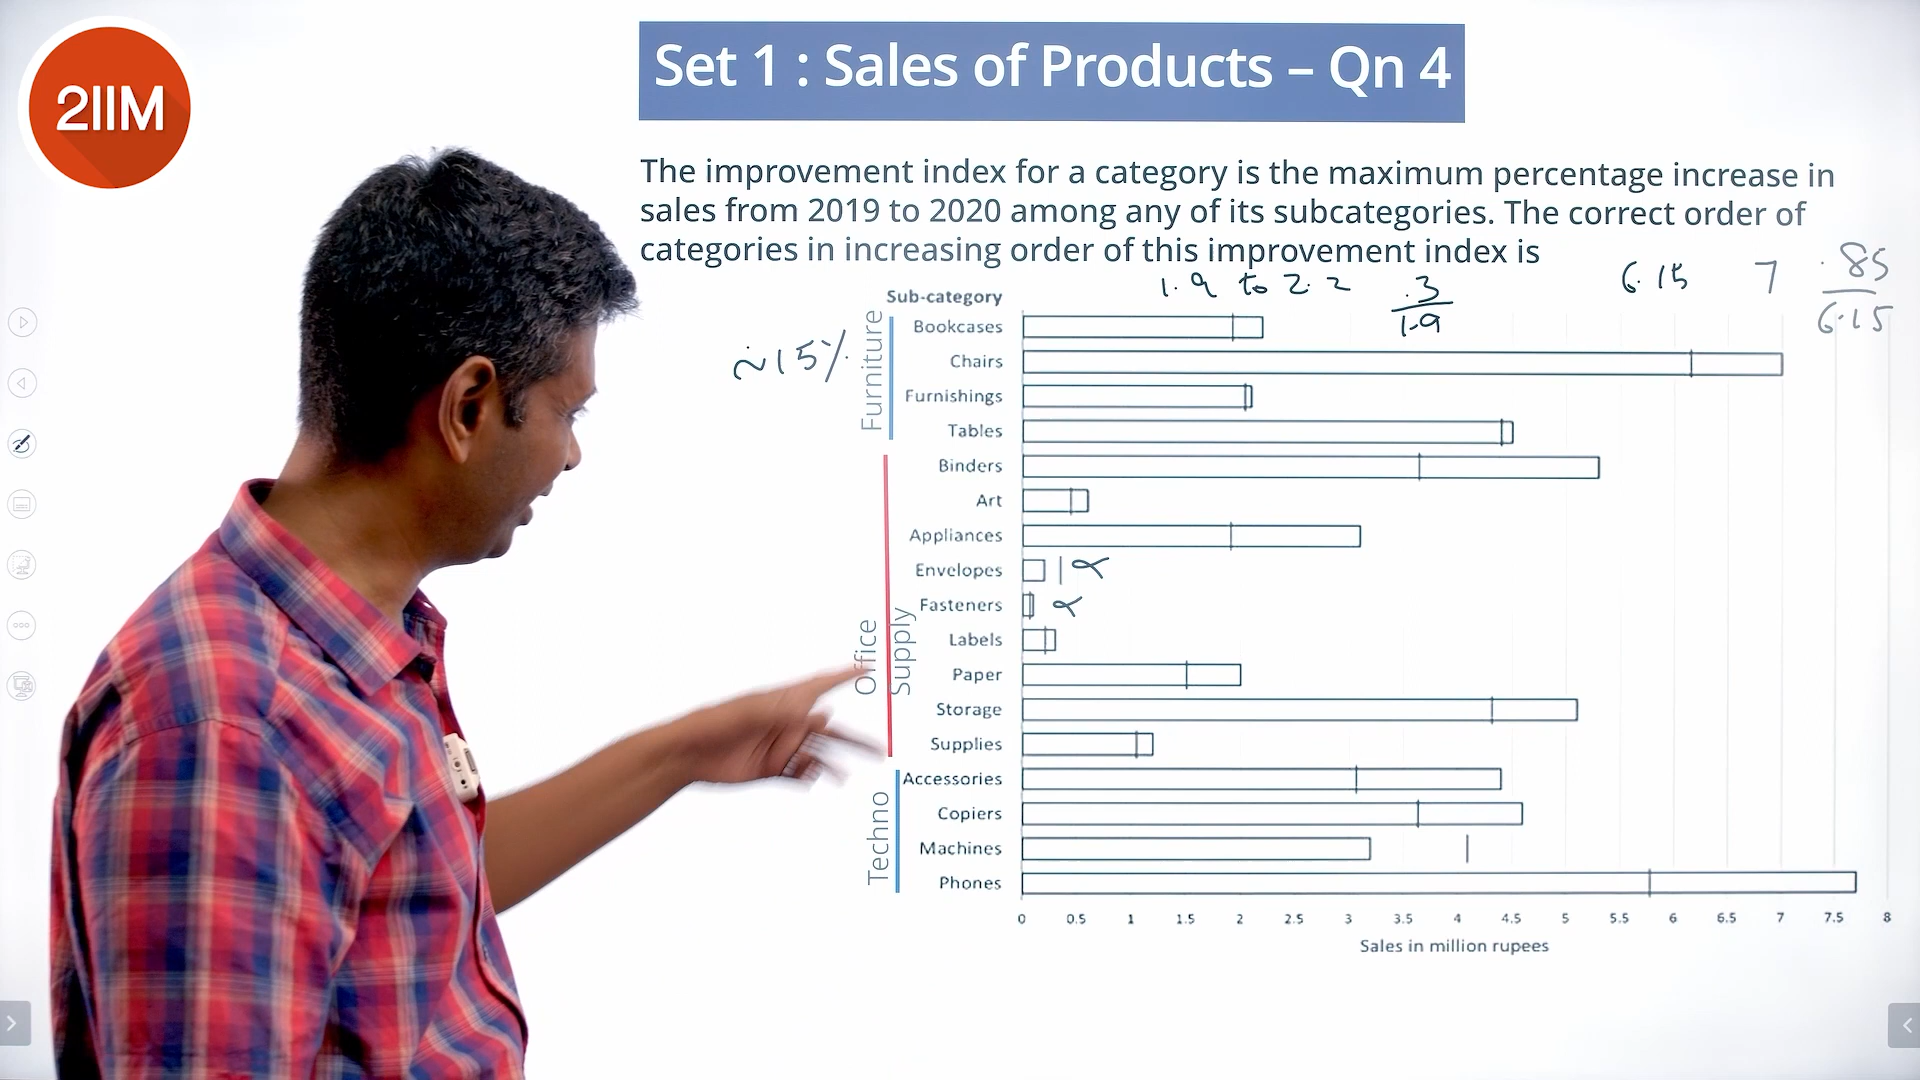 2IIM
Set 1 : Sales of Products – Qn 4
The improvement index for a category is the maximum percentage increase in
sales from 2019 to 2020 among any of its subcategories. The correct order of
categories in increasing order of this improvement index is
1.9 to 2.2
.3
1.9
6.15 7
.85
6.15
~15%
Sub-category
Furniture
Bookcases
Chairs
Furnishings
Tables
Office
Supply
Binders
Art
Appliances
Envelopes
Fasteners
Labels
Paper
Storage
Supplies
Techno
Accessories
Copiers
Machines
Phones
0 0.5 1 1.5 2 2.5 3 3.5 4 4.5 5 5.5 6 6.5 7 7.5 8
Sales in million rupees